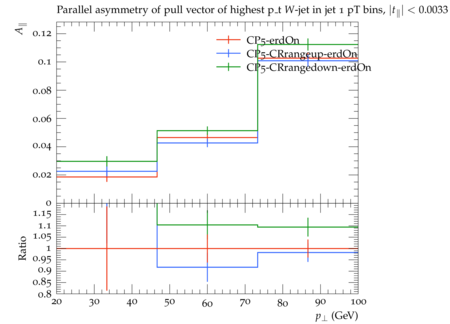 Parallel asymmetry of pull vector of highest p_t W-jet in jet 1 pT bins, |t∥| < 0.0033
A∥
0.12
0.1
0.08
0.06
0.04
0.02
0
CP5-erdOn
CP5-CRrangeup-erdOn
CP5-CRrangedown-erdOn
Ratio
1.15
1.1
1.05
1
0.95
0.9
0.85
0.8
20 30 40 50 60 70 80 90 100
p⊥ (GeV)